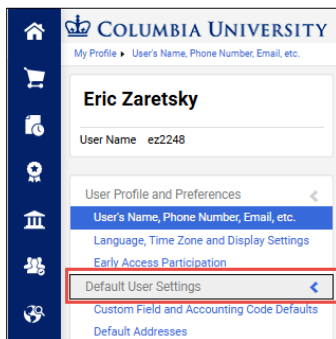 COLUMBIA UNIVERSITY
My Profile ▸ User's Name, Phone Number, Email, etc.
Eric Zaretsky
User Name ez2248
User Profile and Preferences
User's Name, Phone Number, Email, etc.
Language, Time Zone and Display Settings
Early Access Participation
Default User Settings
Custom Field and Accounting Code Defaults
Default Addresses